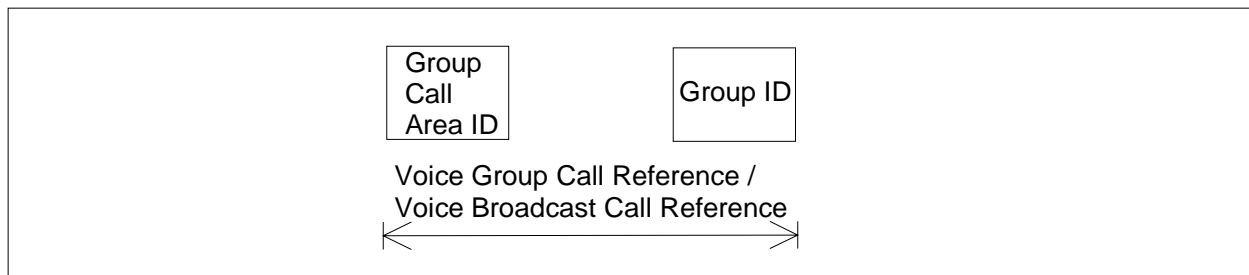 Group
Call
Area ID
Group ID
Voice Group Call Reference /
Voice Broadcast Call Reference